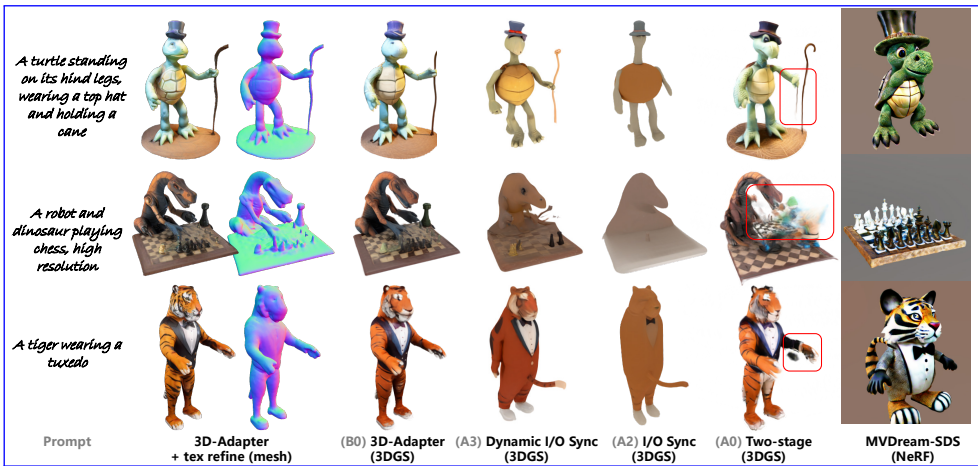 A turtle standing
on its hind legs,
wearing a top hat
and holding a
cane
A robot and
dinosaur playing
chess, high
resolution
A tiger wearing a
tuxedo
Prompt
3D-Adapter
+ tex refine (mesh)
(B0) 3D-Adapter
(3DGS)
(A3) Dynamic I/O Sync
(3DGS)
(A2) I/O Sync
(3DGS)
(A0) Two-stage
(3DGS)
MVDream-SDS
(NeRF)